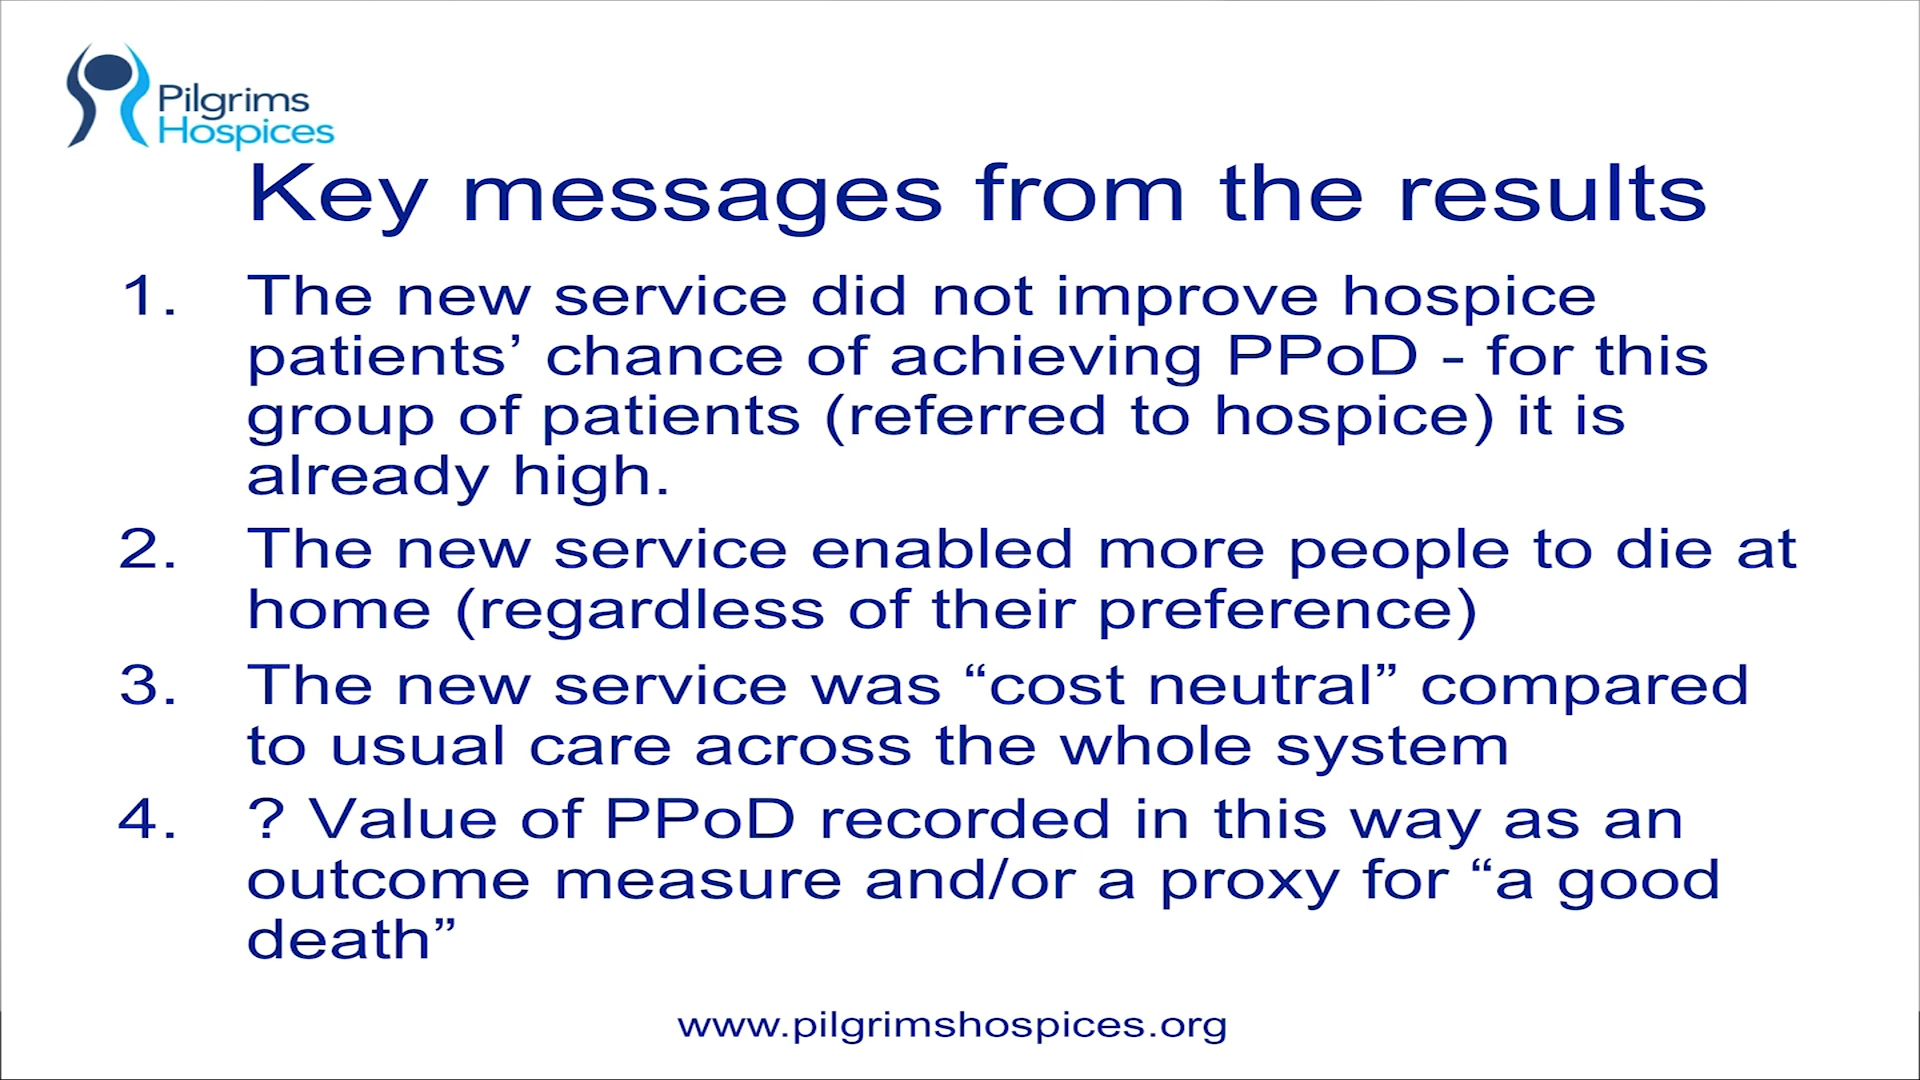 Pilgrims
Hospices
Key messages from the results
1. The new service did not improve hospice
patients’ chance of achieving PPoD - for this
group of patients (referred to hospice) it is
already high.
2. The new service enabled more people to die at
home (regardless of their preference)
3. The new service was “cost neutral” compared
to usual care across the whole system
4. ? Value of PPoD recorded in this way as an
outcome measure and/or a proxy for “a good
death”
www.pilgrimshospices.org